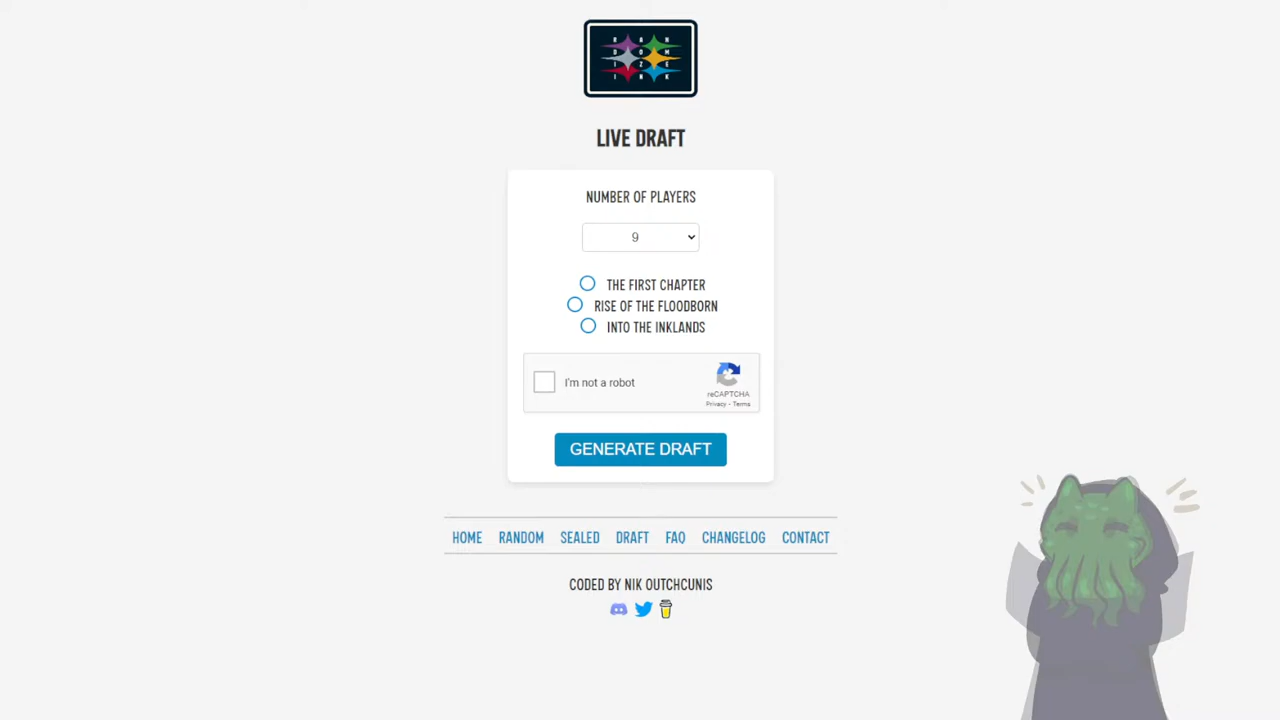 R A N
D O M
I Z E
I N K
LIVE DRAFT
NUMBER OF PLAYERS
9
THE FIRST CHAPTER
RISE OF THE FLOODBORN
INTO THE INKLANDS
I'm not a robot
reCAPTCHA
Privacy - Terms
GENERATE DRAFT
HOME RANDOM SEALED DRAFT FAQ CHANGELOG CONTACT
CODED BY NIK OUTCHCUNIS